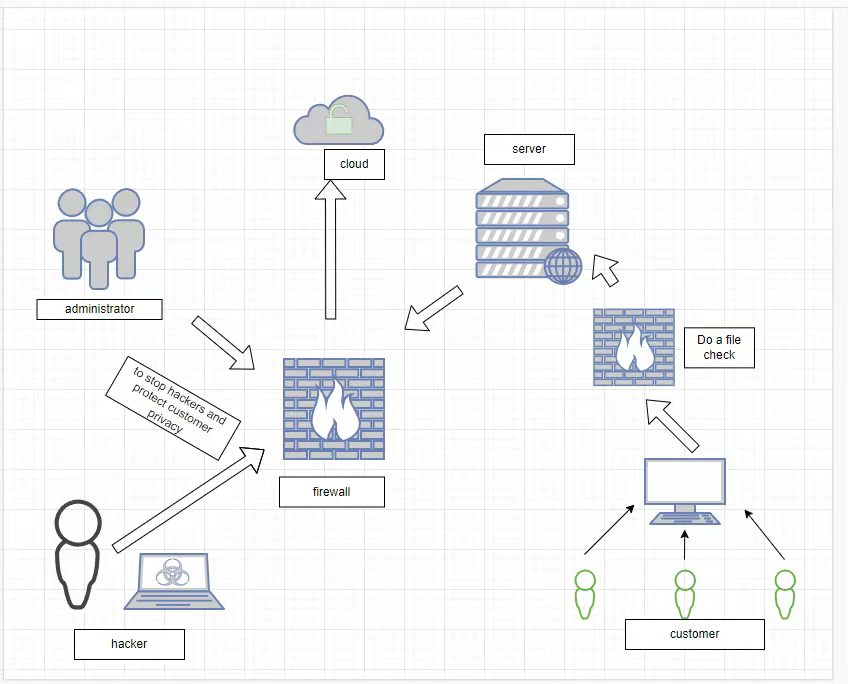 cloud
server
administrator
Do a file
check
to stop hackers and
protect customer
privacy
firewall
hacker
customer